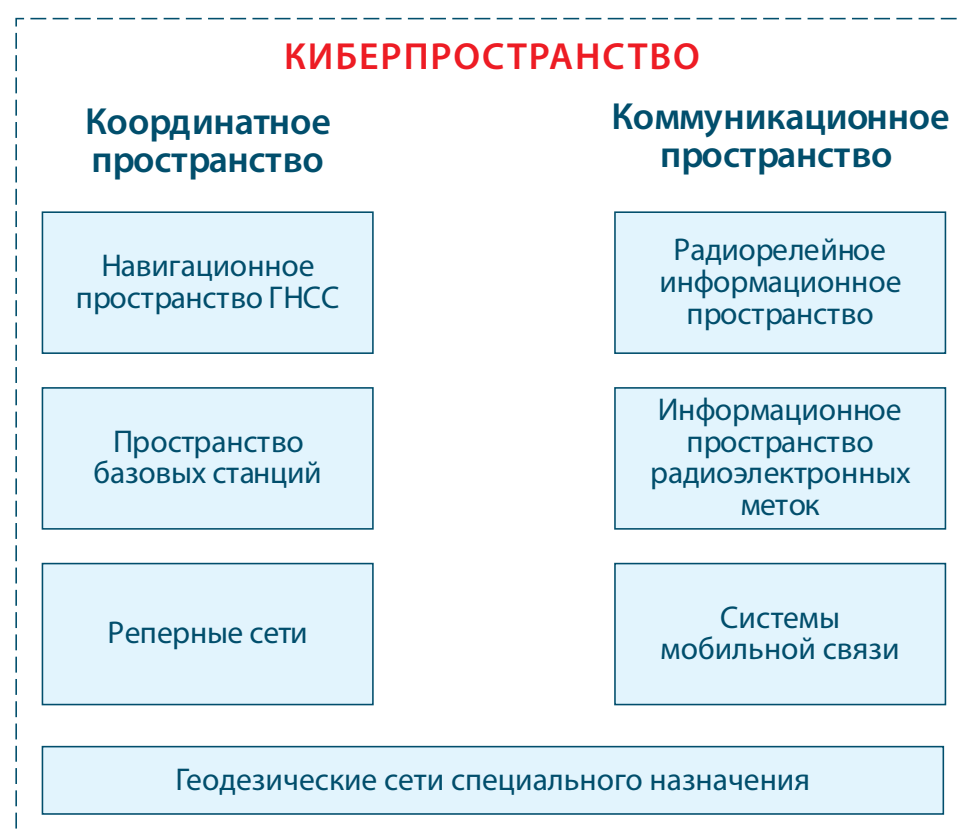 КИБЕРПРОСТРАНСТВО
Координатное
пространство
Навигационное
пространство ГНСС
Пространство
базовых станций
Реперные сети
Коммуникационное
пространство
Радиорелейное
информационное
пространство
Информационное
пространство
радиоэлектронных
меток
Системы
мобильной связи
Геодезические сети специального назначения